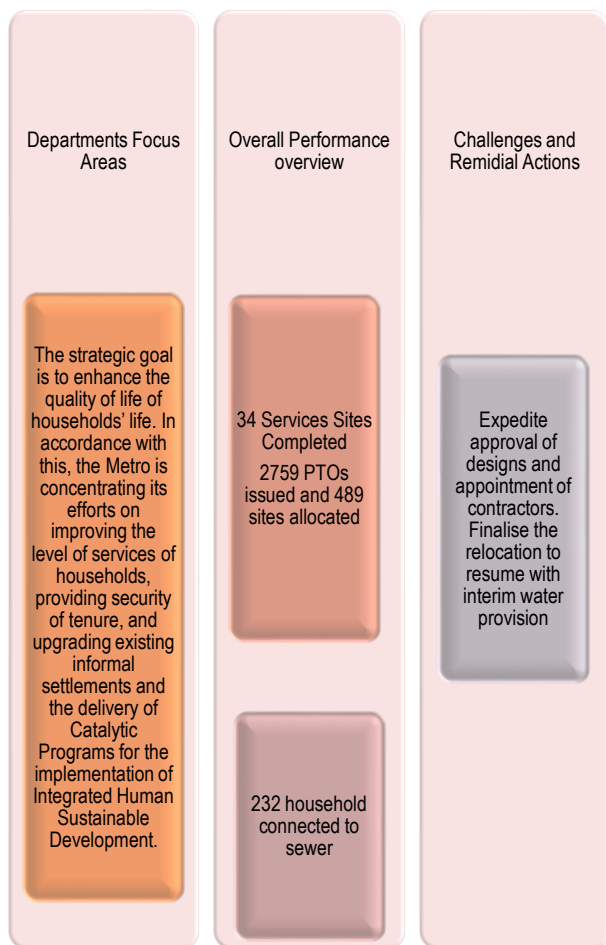 Departments Focus
Areas
The strategic goal
is to enhance the
quality of life of
households' life. In
accordance with
this, the Metro is
concentrating its
efforts on
improving the
level of services of
households,
providing security
of tenure, and
upgrading existing
informal
settlements and
the delivery of
Catalytic
Programs for the
implementation of
Integrated Human
Sustainable
Development.
Overall Performance
overview
34 Services Sites
Completed
2759 PTOs
issued and 489
sites allocated
232 household
connected to
sewer
Challenges and
Remidial Actions
Expedite
approval of
designs and
appointment of
contractors.
Finalise the
relocation to
resume with
interim water
provision